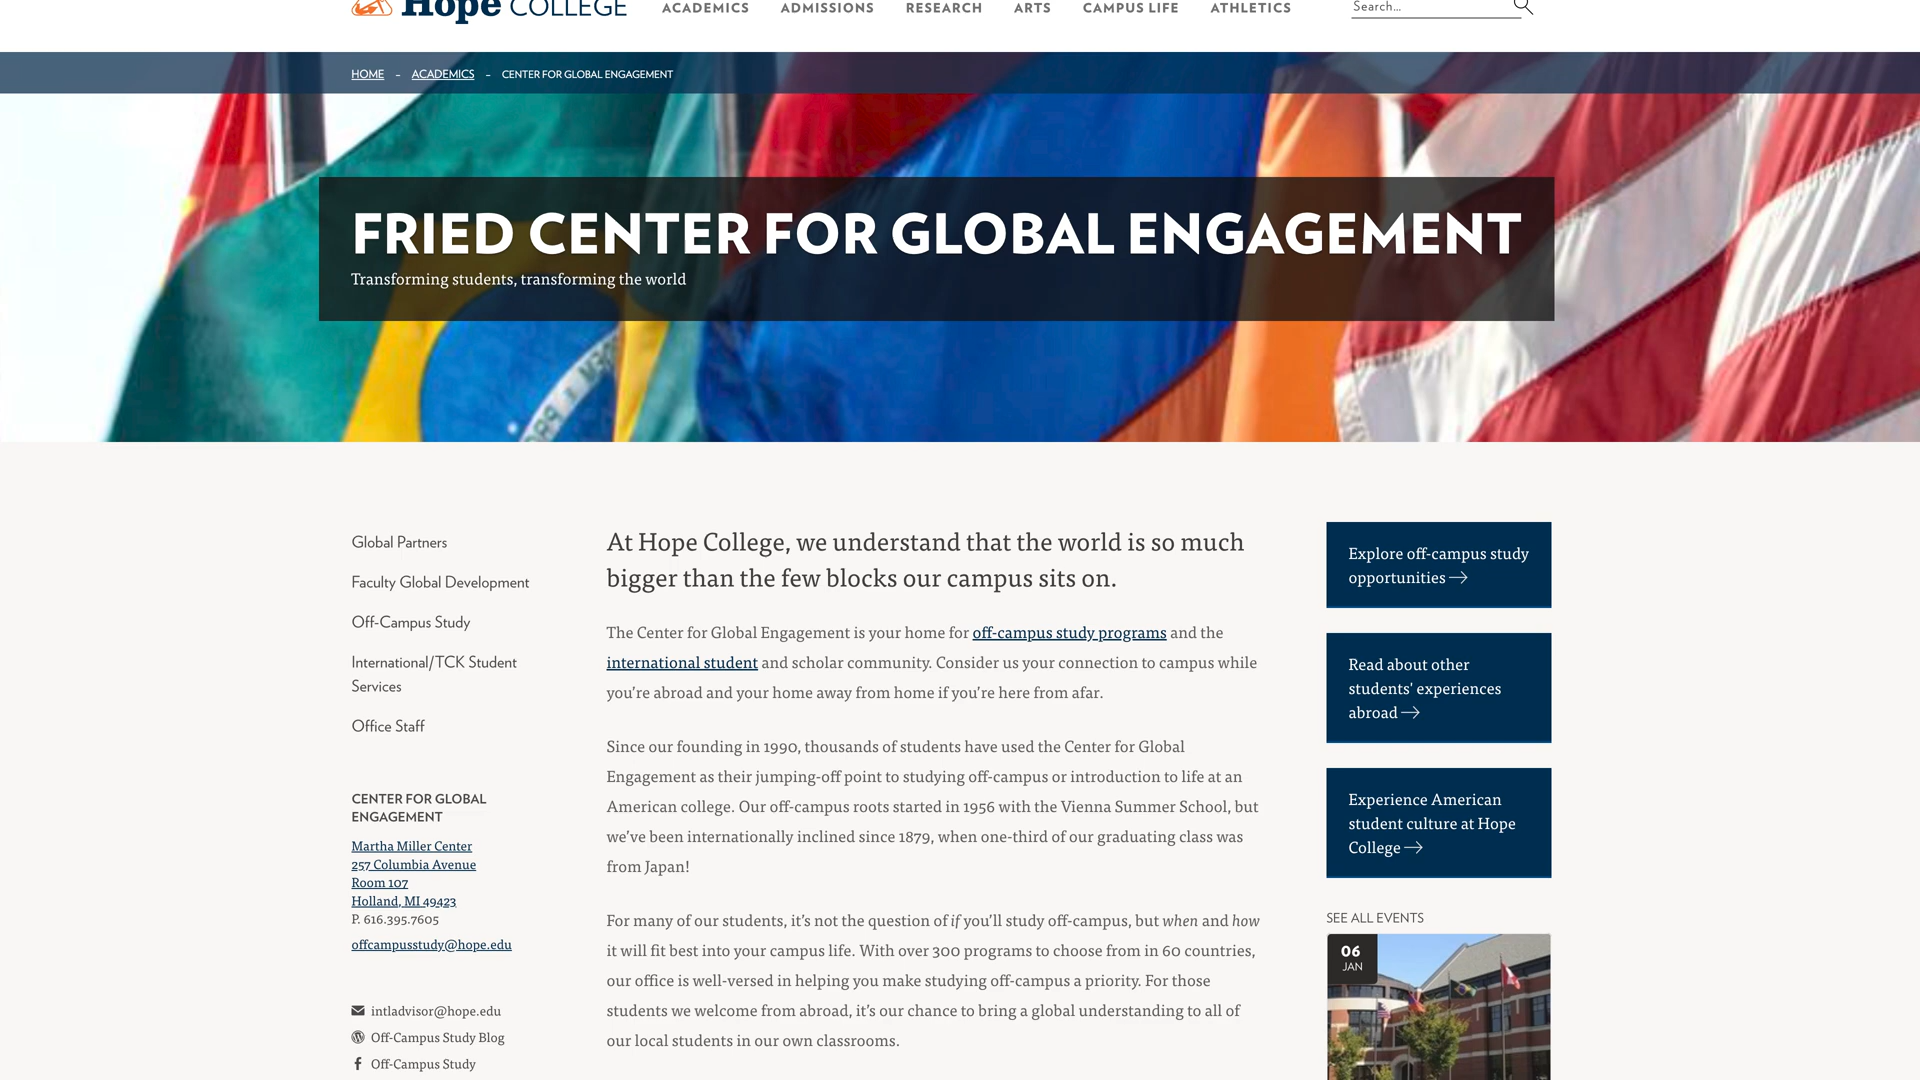 Hope COLLEGE
ACADEMICS
ADMISSIONS
RESEARCH
ARTS
CAMPUS LIFE
ATHLETICS
Search...
HOME - ACADEMICS - CENTER FOR GLOBAL ENGAGEMENT
FRIED CENTER FOR GLOBAL ENGAGEMENT
Transforming students, transforming the world
Global Partners
Faculty Global Development
Off-Campus Study
International/TCK Student
Services
Office Staff
CENTER FOR GLOBAL
ENGAGEMENT
Martha Miller Center
257 Columbia Avenue
Room 107
Holland, MI 49423
P. 616.395.7605
offcampusstudy@hope.edu
intladvisor@hope.edu
Off-Campus Study Blog
Off-Campus Study
At Hope College, we understand that the world is so much
bigger than the few blocks our campus sits on.
The Center for Global Engagement is your home for off-campus study programs and the
international student and scholar community. Consider us your connection to campus while
you're abroad and your home away from home if you're here from afar.
Since our founding in 1990, thousands of students have used the Center for Global
Engagement as their jumping-off point to studying off-campus or introduction to life at an
American college. Our off-campus roots started in 1956 with the Vienna Summer School, but
we've been internationally inclined since 1879, when one-third of our graduating class was
from Japan!
For many of our students, it's not the question of if you'll study off-campus, but when and how
it will fit best into your campus life. With over 300 programs to choose from in 60 countries,
our office is well-versed in helping you make studying off-campus a priority. For those
students we welcome from abroad, it's our chance to bring a global understanding to all of
our local students in our own classrooms.
Explore off-campus study
opportunities →
Read about other
students' experiences
abroad →
Experience American
student culture at Hope
College →
SEE ALL EVENTS
06
JAN